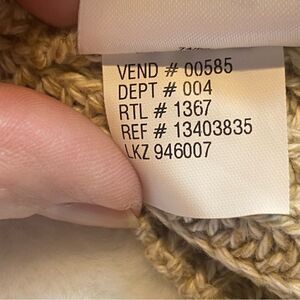 VEND # 00585
DEPT # 004
RTL # 1367
REF # 13403835
LKZ 946007